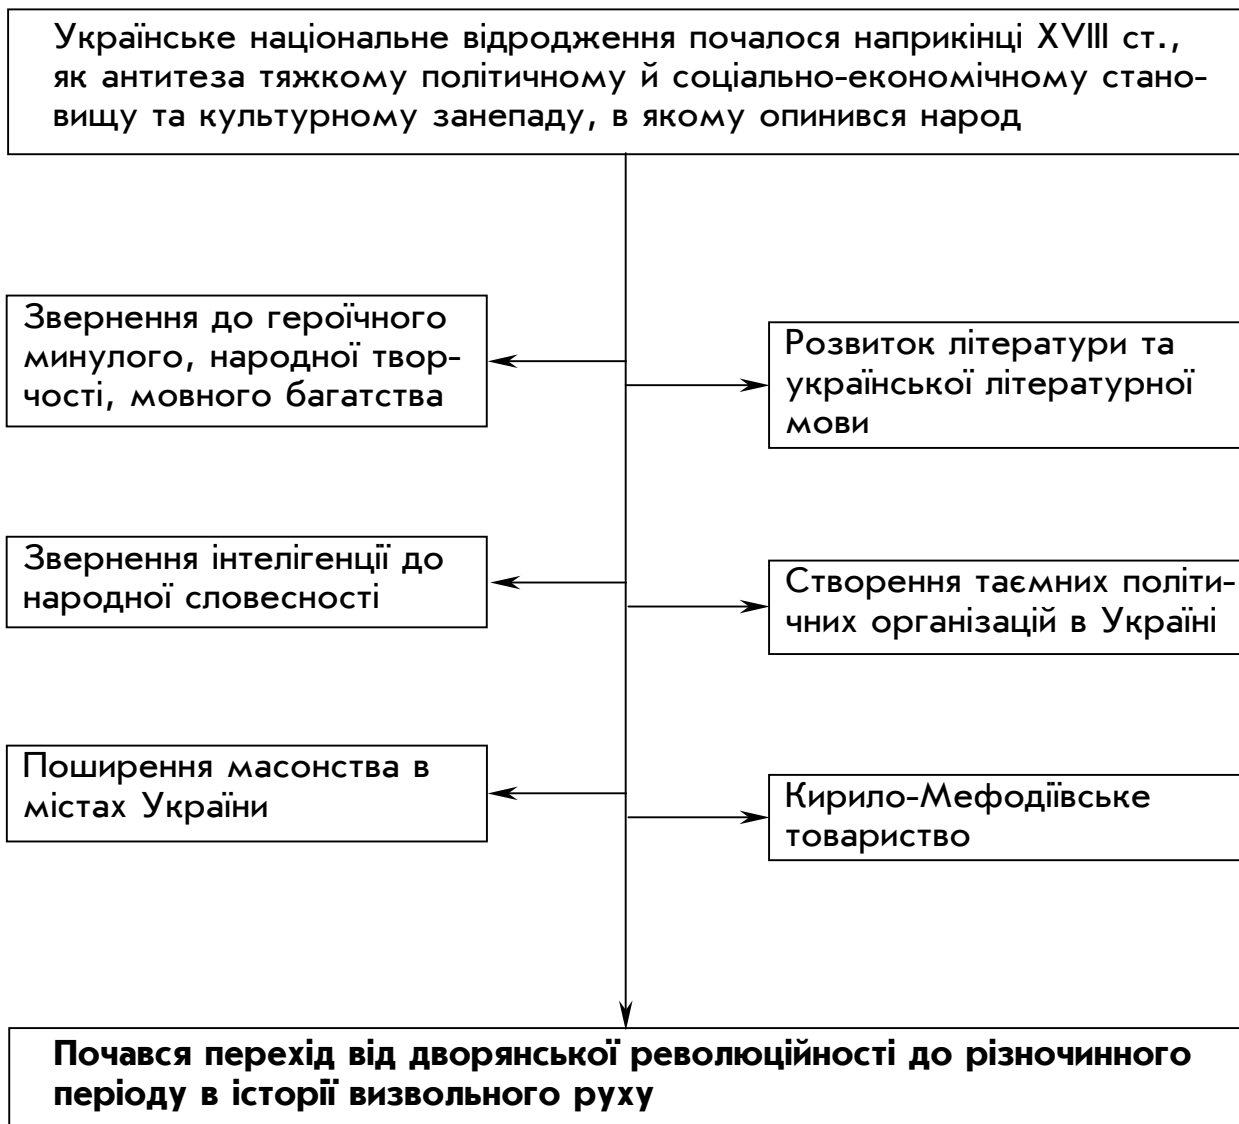 Українське національне відродження почалося наприкінці XVIII ст.,
як антитеза тяжкому політичному й соціально-економічному стано-
вищу та культурному занепаду, в якому опинився народ
Звернення до героїчного
минулого, народної твор-
чості, мовного багатства
Розвиток літератури та
української літературної
мови
Звернення інтелігенції до
народної словесності
Створення таємних політи-
чних організацій в Україні
Поширення масонства в
містах України
Кирило-Мефодіївське
товариство
Почався перехід від дворянської революційності до різночинного
періоду в історії визвольного руху